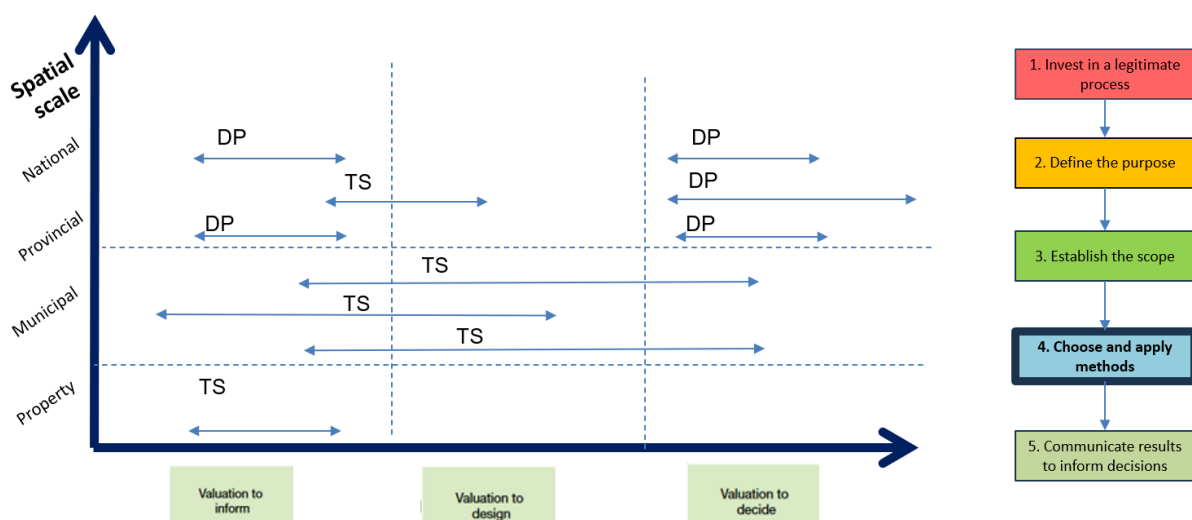 Spatial
scale
National
Provincial
Municipal
Property
DP
TS
DP
DP
DP
DP
TS
TS
TS
TS
Valuation to
inform
Valuation to
design
Valuation to
decide
1. Invest in a legitimate
process
2. Define the purpose
3. Establish the scope
4. Choose and apply
methods
5. Communicate results
to inform decisions